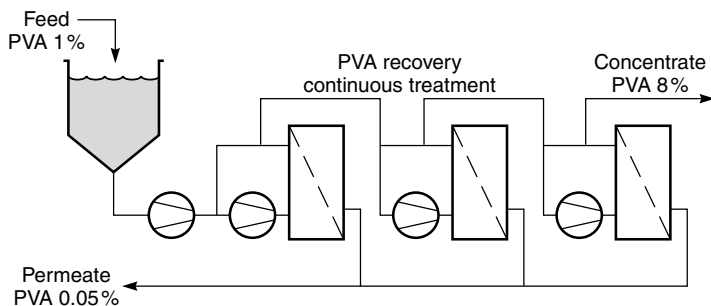 Feed
PVA 1%
PVA recovery
continuous treatment
Concentrate
PVA 8%
Permeate
PVA 0.05%